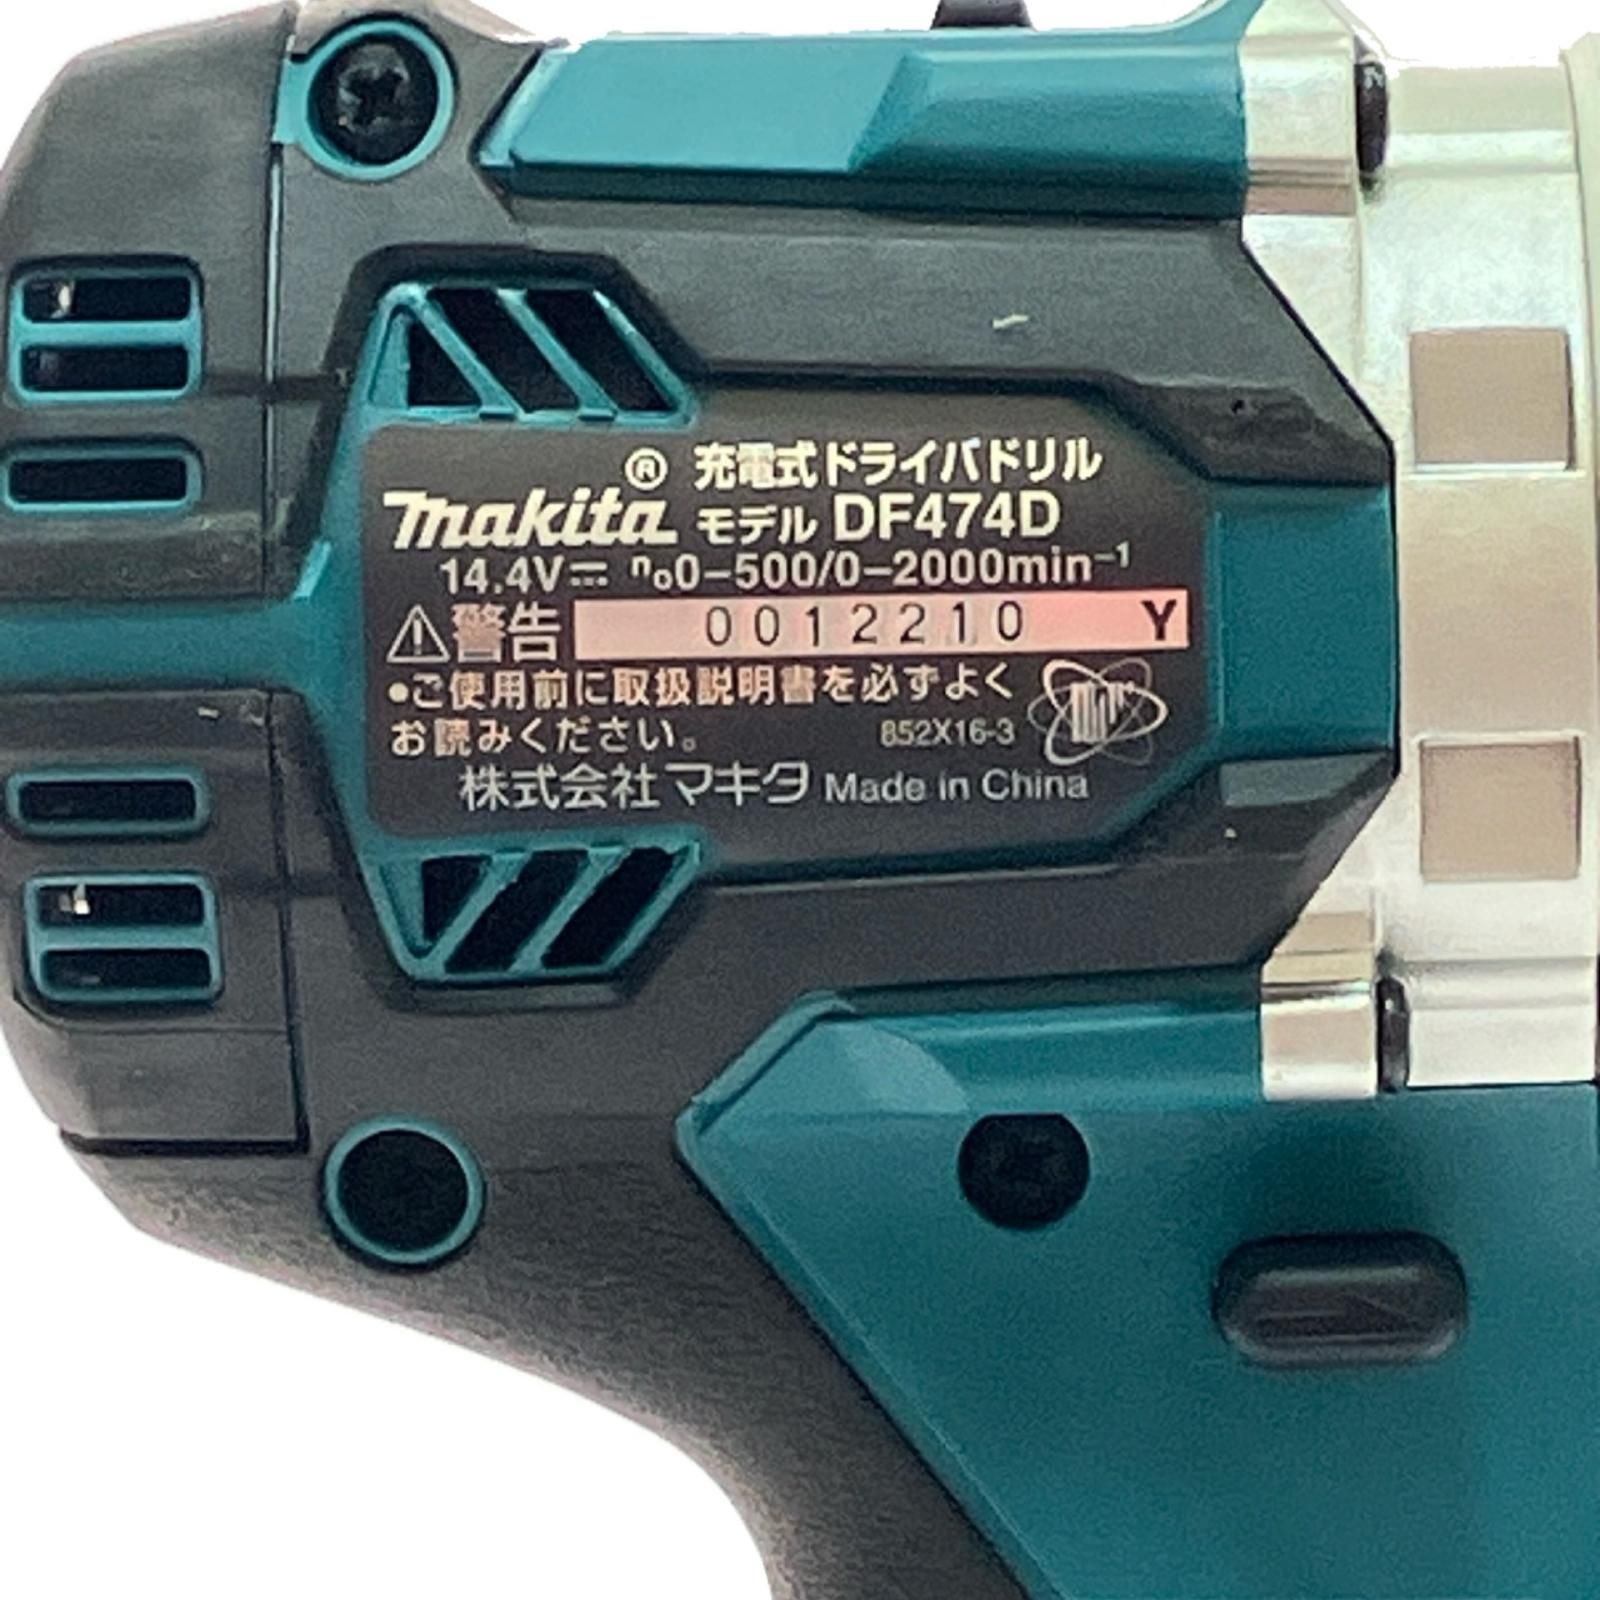 ® 充電式ドライバドリル
makita モデル DF474D
14.4V⎓ n₀0-500/0-2000min⁻¹
⚠警告 0012210 Y
●ご使用前に取扱説明書を必ずよく
お読みください。 852X16-3
株式会社マキタ Made in China